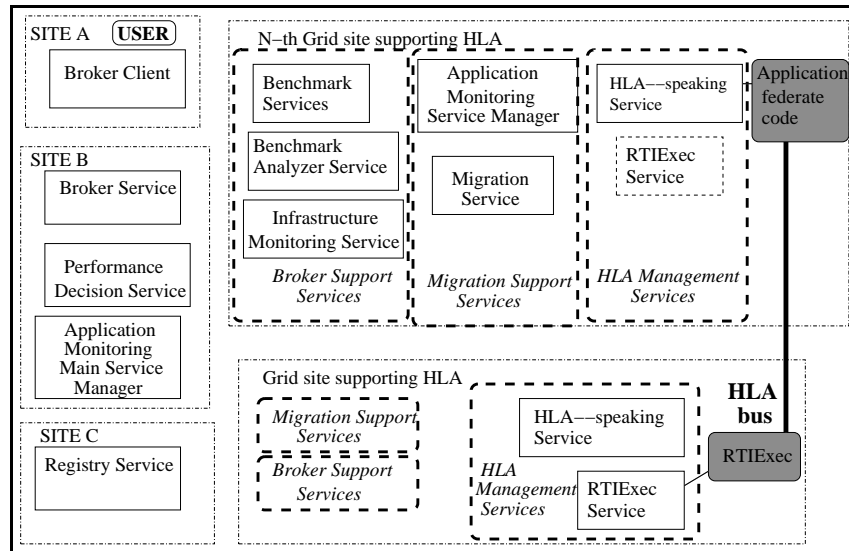 SITE A
USER
Broker Client
SITE B
Broker Service
Performance
Decision Service
Application
Monitoring
Main Service
Manager
SITE C
Registry Service
N−th Grid site supporting HLA
Benchmark
Services
Benchmark
Analyzer Service
Infrastructure
Monitoring Service
Broker Support
Services
Application
Monitoring
Service Manager
Migration
Service
Migration Support
Services
HLA−−speaking
Service
RTIExec
Service
HLA Management
Services
Application
federate
code
Grid site supporting HLA
Migration Support
Services
Broker Support
Services
HLA−−speaking
Service
HLA
Management
Services
RTIExec
Service
HLA
bus
RTIExec